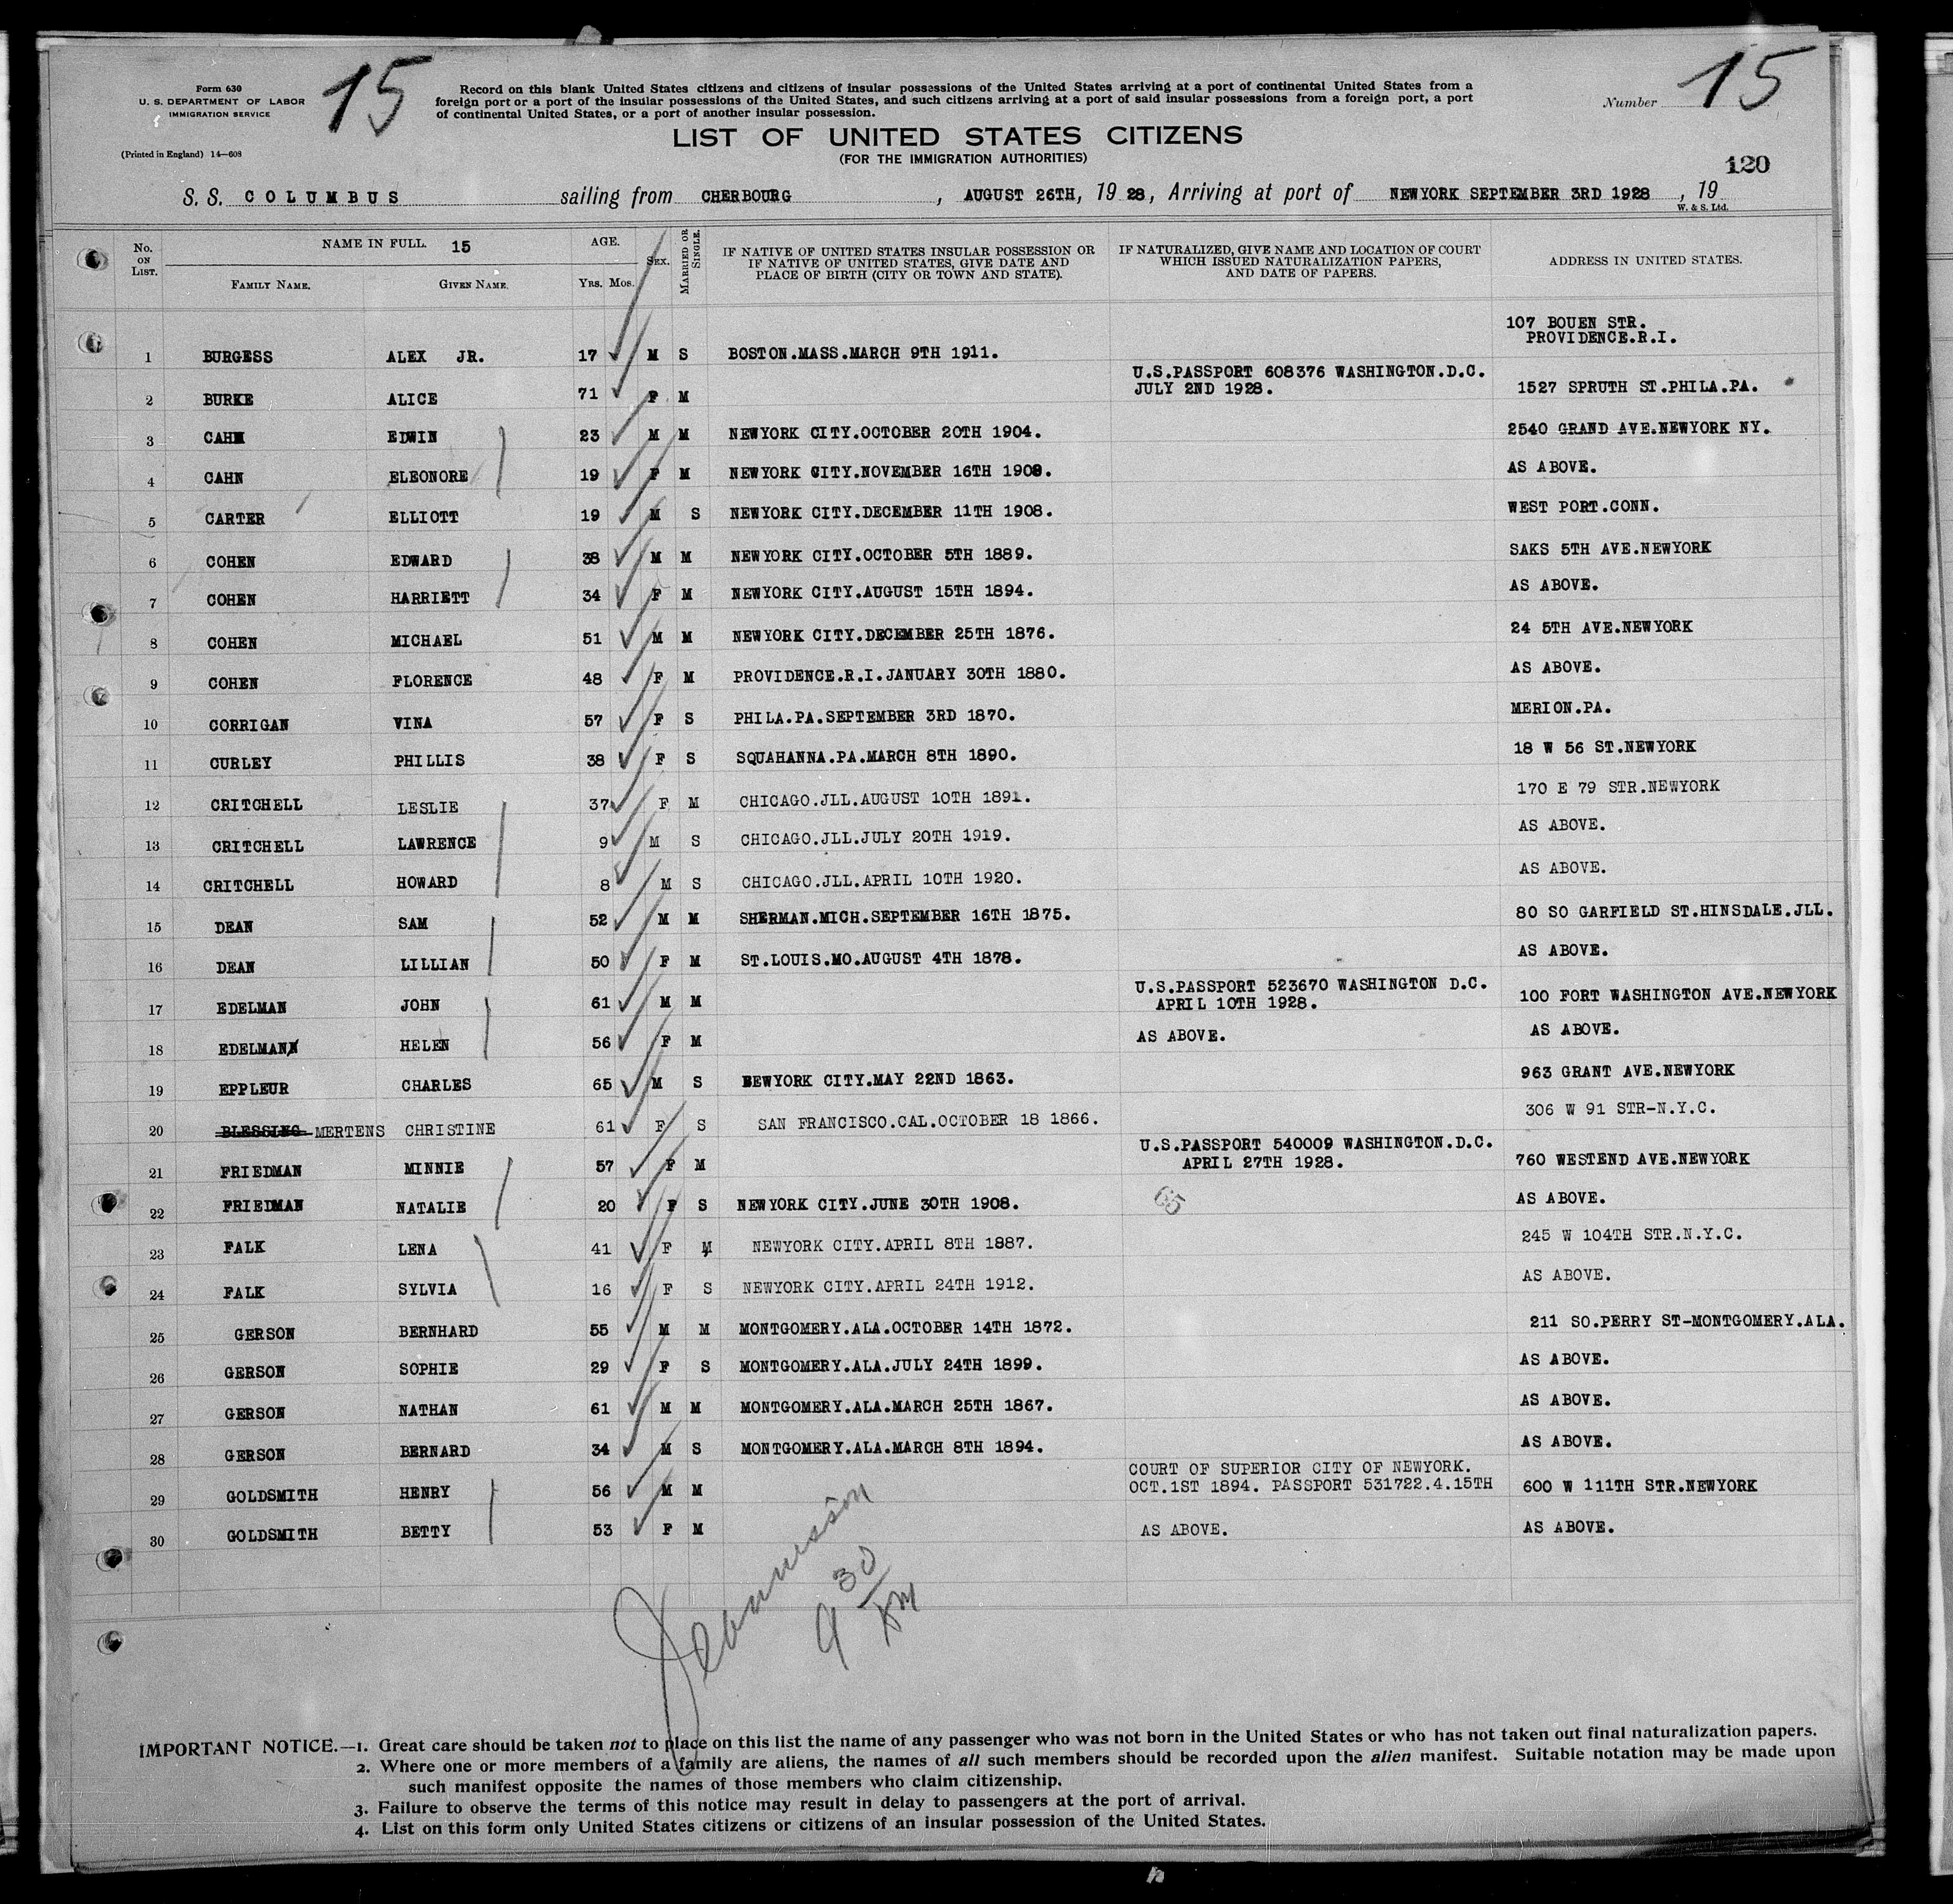 15
15
Form 630
U. S. DEPARTMENT OF LABOR
IMMIGRATION SERVICE
(Printed in England) 14—608
Record on this blank United States citizens and citizens of insular possessions of the United States arriving at a port of continental United States from a
foreign port or a port of the insular possessions of the United States, and such citizens arriving at a port of said insular possessions from a foreign port, a port
of continental United States, or a port of another insular possession.
Number
LIST OF UNITED STATES CITIZENS
(FOR THE IMMIGRATION AUTHORITIES)
120
S. S. COLUMBUS sailing from CHERBOURG , AUGUST 26TH, 19 28, Arriving at port of NEWYORK SEPTEMBER 3RD 1928 , 19
W. & S. Ltd.
No. ON LIST. NAME IN FULL. 15 AGE. SEX. MARRIED OR SINGLE. IF NATIVE OF UNITED STATES INSULAR POSSESSION OR IF NATIVE OF UNITED STATES, GIVE DATE AND PLACE OF BIRTH (CITY OR TOWN AND STATE). IF NATURALIZED, GIVE NAME AND LOCATION OF COURT WHICH ISSUED NATURALIZATION PAPERS, AND DATE OF PAPERS. ADDRESS IN UNITED STATES.
FAMILY NAME. GIVEN NAME. YRS. MOS.
1 BURGESS ALEX JR. 17 M S BOSTON.MASS.MARCH 9TH 1911. 107 BOUEN STR. PROVIDENCE.R.I.
2 BURKE ALICE 71 F M U.S.PASSPORT 608376 WASHINGTON.D.C. JULY 2ND 1928. 1527 SPRUTH ST.PHILA.PA.
3 CAHN EDWIN 23 M M NEWYORK CITY.OCTOBER 20TH 1904. 2540 GRAND AVE.NEWYORK NY.
4 CAHN ELEONORE 19 F M NEWYORK CITY.NOVEMBER 16TH 1908. AS ABOVE.
5 CARTER ELLIOTT 19 M S NEWYORK CITY.DECEMBER 11TH 1908. WEST PORT.CONN.
6 COHEN EDWARD 38 M M NEWYORK CITY.OCTOBER 5TH 1889. SAKS 5TH AVE.NEWYORK
7 COHEN HARRIETT 34 F M NEWYORK CITY.AUGUST 15TH 1894. AS ABOVE.
8 COHEN MICHAEL 51 M M NEWYORK CITY.DECEMBER 25TH 1876. 24 5TH AVE.NEWYORK
9 COHEN FLORENCE 48 F M PROVIDENCE.R.I.JANUARY 30TH 1880. AS ABOVE.
10 CORRIGAN VINA 57 F S PHILA.PA.SEPTEMBER 3RD 1870. MERION.PA.
11 CURLEY PHILLIS 38 F S SQUAHANNA.PA.MARCH 8TH 1890. 18 W 56 ST.NEWYORK
12 CRITCHELL LESLIE 37 F M CHICAGO.JLL.AUGUST 10TH 1891. 170 E 79 STR.NEWYORK
13 CRITCHELL LAWRENCE 9 M S CHICAGO.JLL.JULY 20TH 1919. AS ABOVE.
14 CRITCHELL HOWARD 8 M S CHICAGO.JLL.APRIL 10TH 1920. AS ABOVE.
15 DEAN SAM 52 M M SHERMAN.MICH.SEPTEMBER 16TH 1875. 80 SO GARFIELD ST.HINSDALE.JLL.
16 DEAN LILLIAN 50 F M ST.LOUIS.MO.AUGUST 4TH 1878. AS ABOVE.
17 EDELMAN JOHN 61 M M U.S.PASSPORT 523670 WASHINGTON D.C. APRIL 10TH 1928. 100 FORT WASHINGTON AVE.NEWYORK
18 EDELMANN HELEN 56 F M AS ABOVE. AS ABOVE.
19 EPPLEUR CHARLES 65 M S BEWYORK CITY.MAY 22ND 1863. 963 GRANT AVE.NEWYORK
20 BLESSING MERTENS CHRISTINE 61 F S SAN FRANCISCO.CAL.OCTOBER 18 1866. 306 W 91 STR-N.Y.C.
21 FRIEDMAN MINNIE 57 F M U.S.PASSPORT 540009 WASHINGTON.D.C. APRIL 27TH 1928. 760 WESTEND AVE.NEWYORK
22 FRIEDMAN NATALIE 20 F S NEWYORK CITY.JUNE 30TH 1908. 65 AS ABOVE.
23 FALK LENA 41 F M NEWYORK CITY.APRIL 8TH 1887. 245 W 104TH STR.N.Y.C.
24 FALK SYLVIA 16 F S NEWYORK CITY.APRIL 24TH 1912. AS ABOVE.
25 GERSON BERNHARD 55 M M MONTGOMERY.ALA.OCTOBER 14TH 1872. 211 SO.PERRY ST-MONTGOMERY.ALA.
26 GERSON SOPHIE 29 F S MONTGOMERY.ALA.JULY 24TH 1899. AS ABOVE.
27 GERSON NATHAN 61 M M MONTGOMERY.ALA.MARCH 25TH 1867. AS ABOVE.
28 GERSON BERNARD 34 M S MONTGOMERY.ALA.MARCH 8TH 1894. AS ABOVE.
29 GOLDSMITH HENRY 56 M M COURT OF SUPERIOR CITY OF NEWYORK. OCT.1ST 1894. PASSPORT 531722.4.15TH 600 W 111TH STR.NEWYORK
30 GOLDSMITH BETTY 53 F M AS ABOVE. AS ABOVE.
9 30 AM
IMPORTANT NOTICE.—1. Great care should be taken not to place on this list the name of any passenger who was not born in the United States or who has not taken out final naturalization papers.
2. Where one or more members of a family are aliens, the names of all such members should be recorded upon the alien manifest. Suitable notation may be made upon
such manifest opposite the names of those members who claim citizenship.
3. Failure to observe the terms of this notice may result in delay to passengers at the port of arrival.
4. List on this form only United States citizens or citizens of an insular possession of the United States.